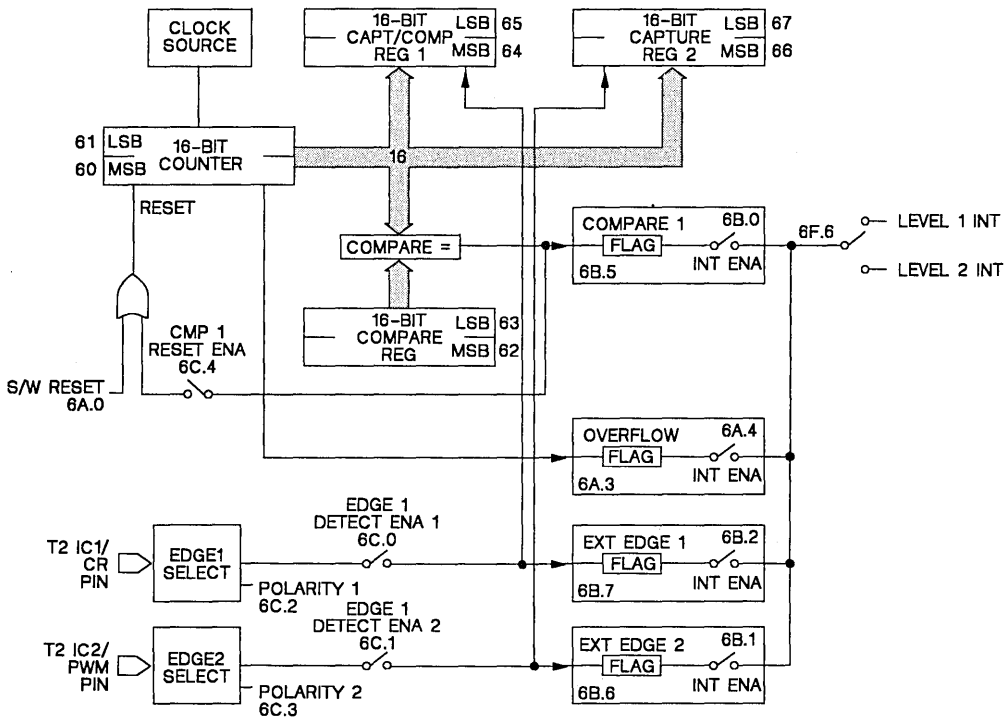 CLOCK
SOURCE
16-BIT
CAPT/COMP
REG 1
LSB
MSB
65
64
16-BIT
CAPTURE
REG 2
LSB
MSB
67
66
61
60
LSB
MSB
16-BIT
COUNTER
16
RESET
COMPARE =
COMPARE 1
6B.0
FLAG
INT ENA
6B.5
6F.6
LEVEL 1 INT
LEVEL 2 INT
16-BIT
COMPARE
REG
LSB
MSB
63
62
CMP 1
RESET ENA
6C.4
S/W RESET
6A.0
OVERFLOW
6A.4
FLAG
INT ENA
6A.3
T2 IC1/
CR
PIN
EDGE1
SELECT
POLARITY 1
6C.2
EDGE 1
DETECT ENA 1
6C.0
EXT EDGE 1
6B.2
FLAG
INT ENA
6B.7
T2 IC2/
PWM
PIN
EDGE2
SELECT
POLARITY 2
6C.3
EDGE 1
DETECT ENA 2
6C.1
EXT EDGE 2
6B.1
FLAG
INT ENA
6B.6